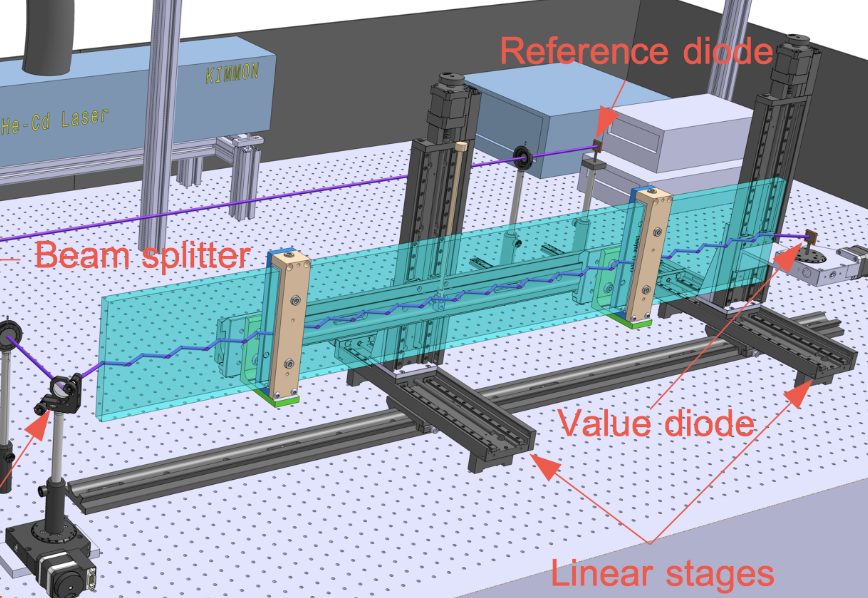 Reference diode
KIMMON
He-Cd Laser
Beam splitter
Value diode
Linear stages